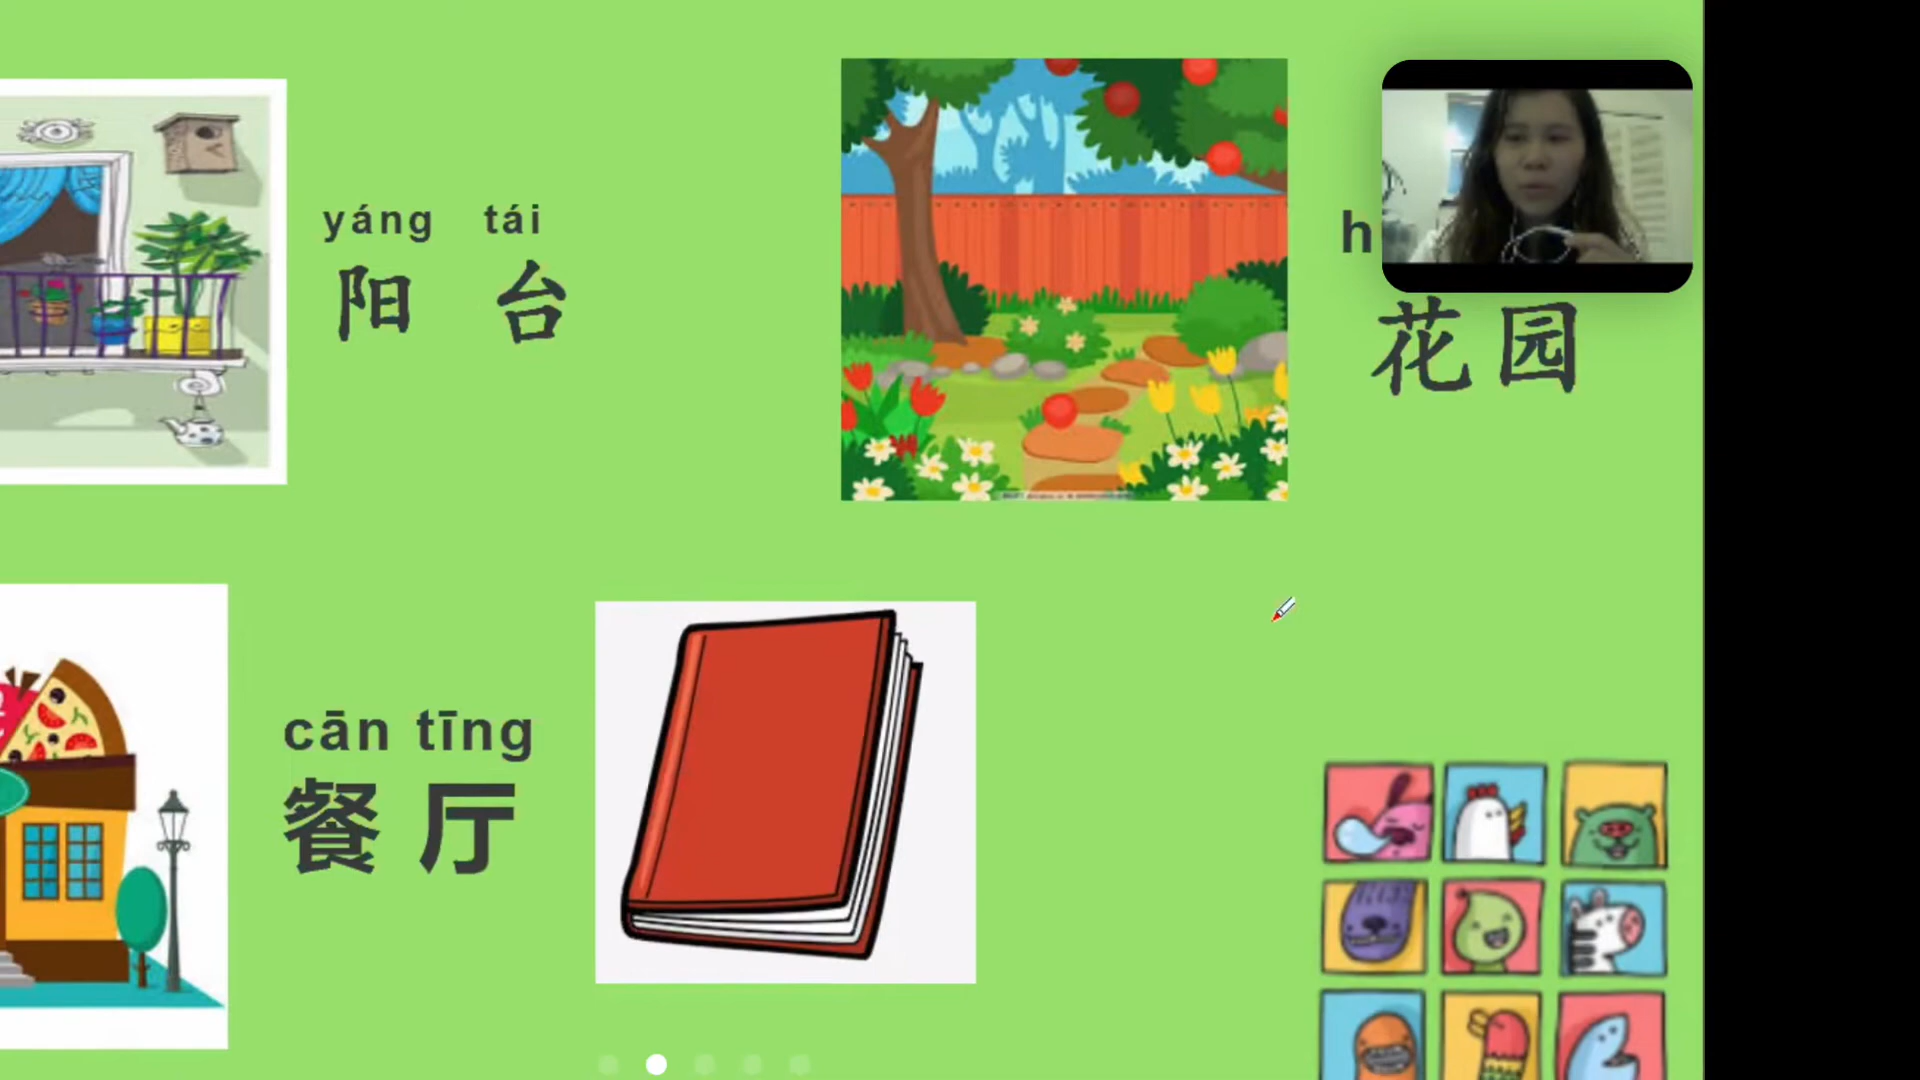 yáng tái
阳 台
h
花园
cān tīng
餐 厅